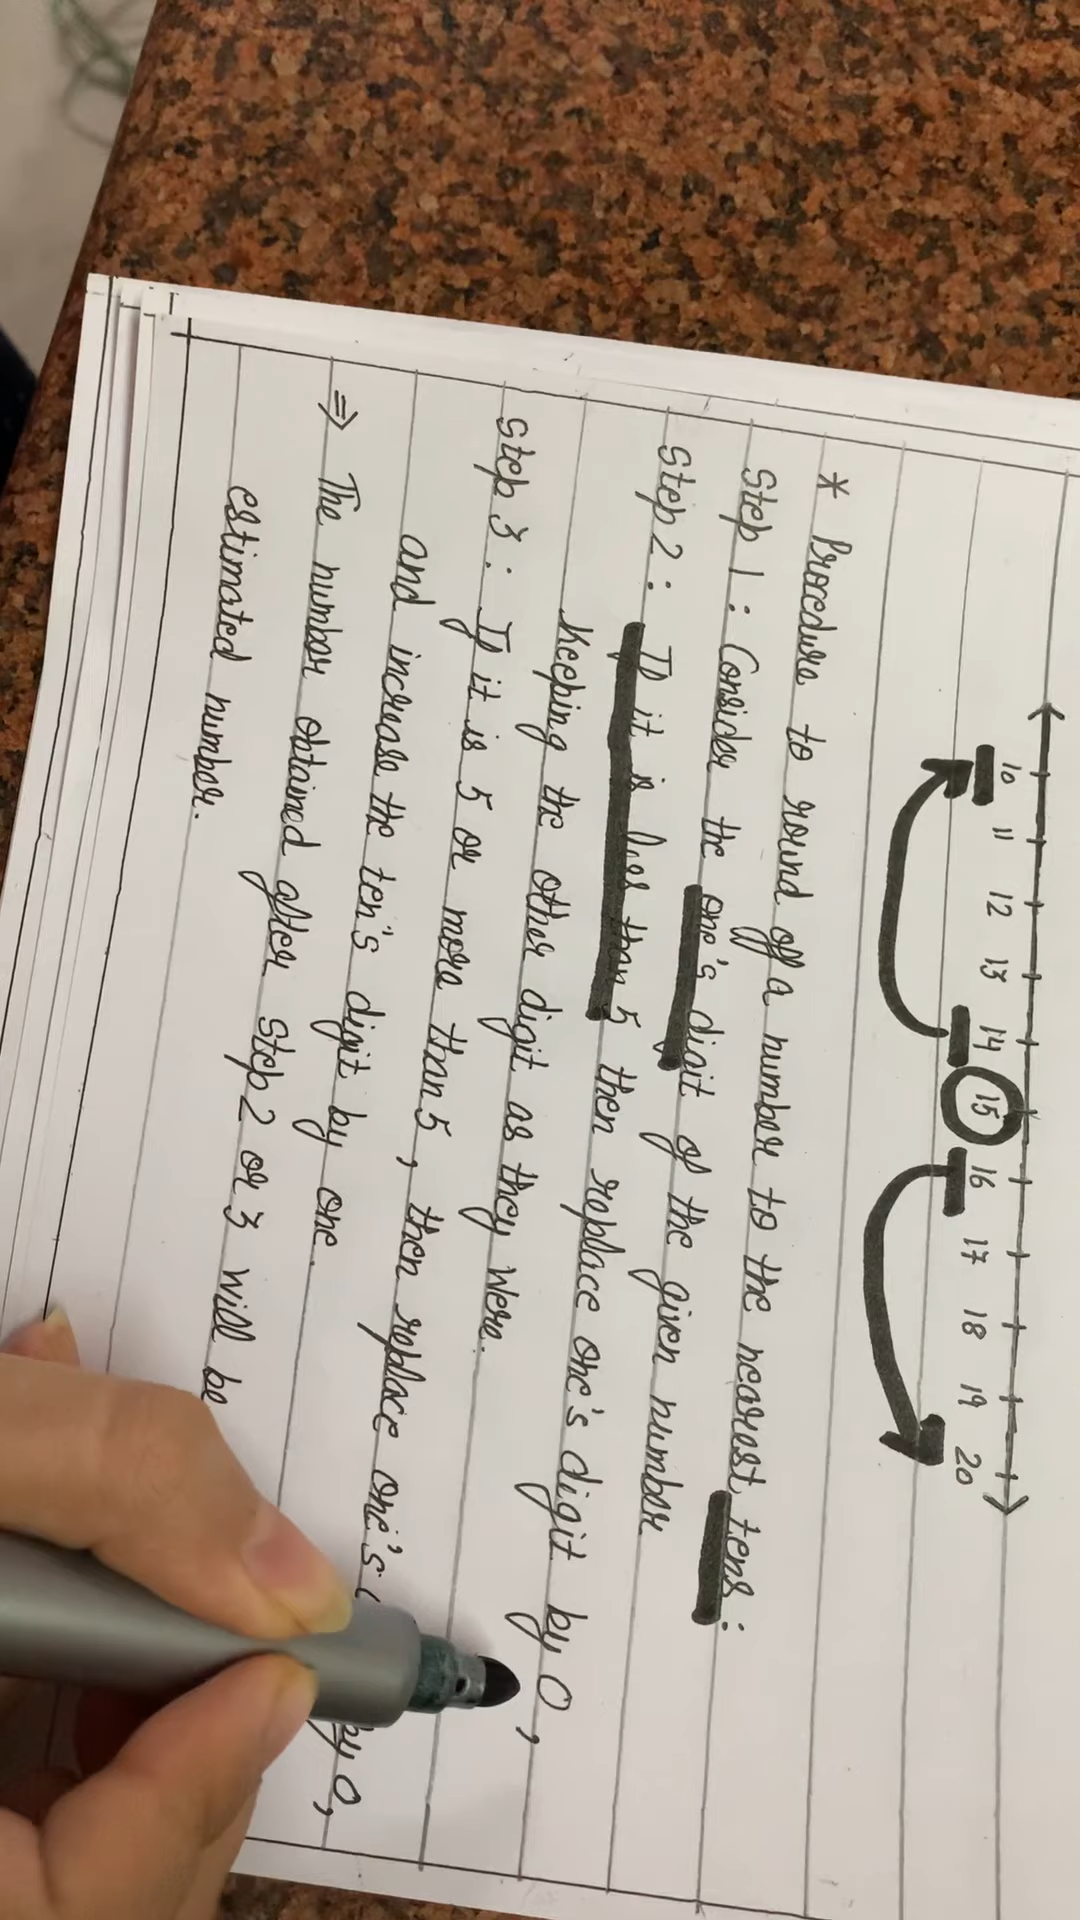 10 11 12 13 14 15 16 17 18 19 20
* Procedure to round off a number to the nearest tens :
Step 1 : Consider the one's digit of the given number
Step 2 : If it is less than 5 then replace one's digit by 0 ,
keeping the other digit as they were.
Step 3 : If it is 5 or more than 5 , then replace one's by 0 ,
and increase the ten's digit by one.
⇒ The number obtained after step 2 or 3 will be
estimated number.